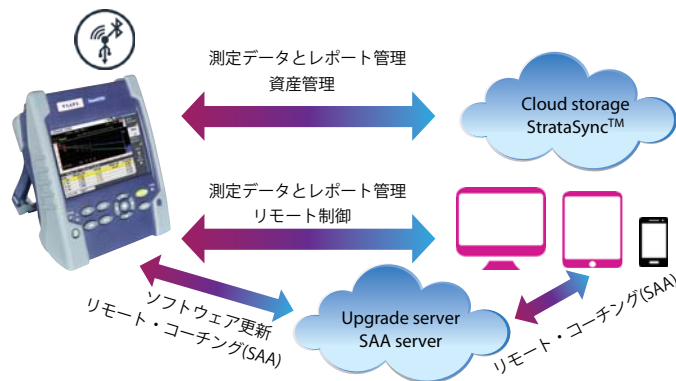 測定データとレポート管理
資産管理
Cloud storage
StrataSync™
測定データとレポート管理
リモート制御
ソフトウェア更新
リモート・コーチング(SAA)
Upgrade server
SAA server
リモート・コーチング(SAA)